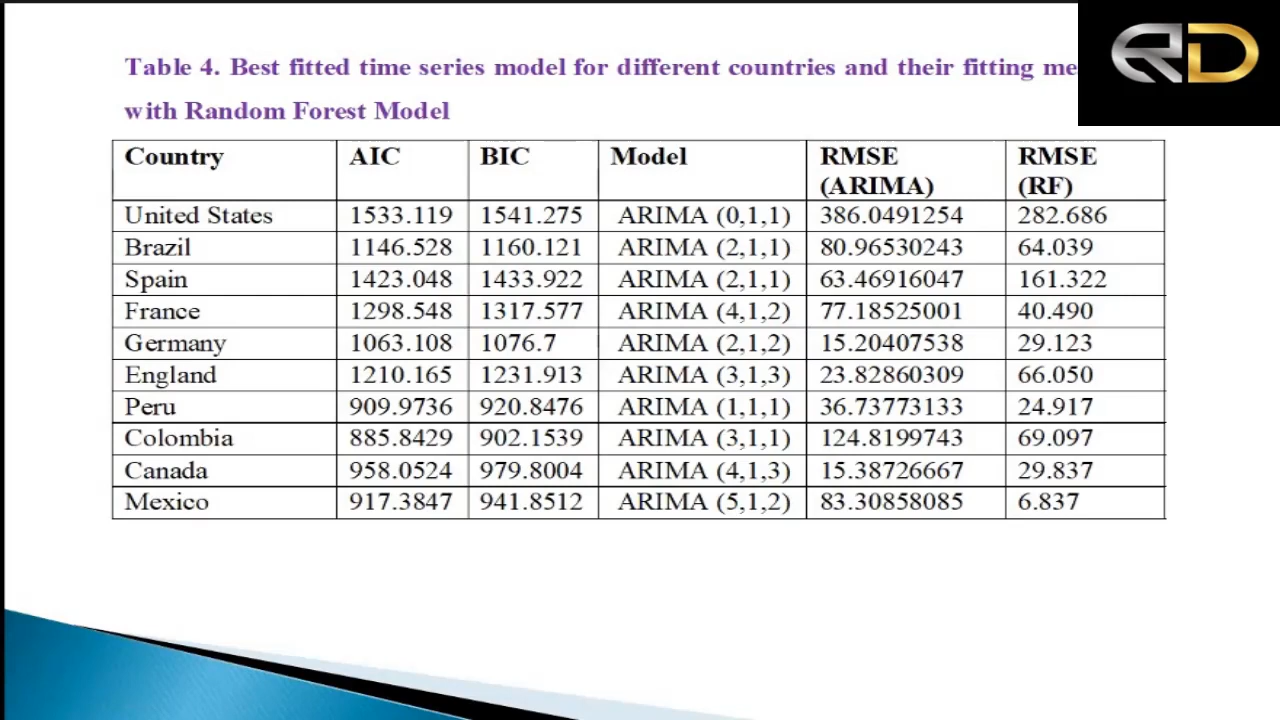 Table 4. Best fitted time series model for different countries and their fitting
with Random Forest Model
Country AIC BIC Model RMSE (ARIMA) RMSE (RF)
United States 1533.119 1541.275 ARIMA (0,1,1) 386.0491254 282.686
Brazil 1146.528 1160.121 ARIMA (2,1,1) 80.96530243 64.039
Spain 1423.048 1433.922 ARIMA (2,1,1) 63.46916047 161.322
France 1298.548 1317.577 ARIMA (4,1,2) 77.18525001 40.490
Germany 1063.108 1076.7 ARIMA (2,1,2) 15.20407538 29.123
England 1210.165 1231.913 ARIMA (3,1,3) 23.82860309 66.050
Peru 909.9736 920.8476 ARIMA (1,1,1) 36.73773133 24.917
Colombia 885.8429 902.1539 ARIMA (3,1,1) 124.8199743 69.097
Canada 958.0524 979.8004 ARIMA (4,1,3) 15.38726667 29.837
Mexico 917.3847 941.8512 ARIMA (5,1,2) 83.30858085 6.837